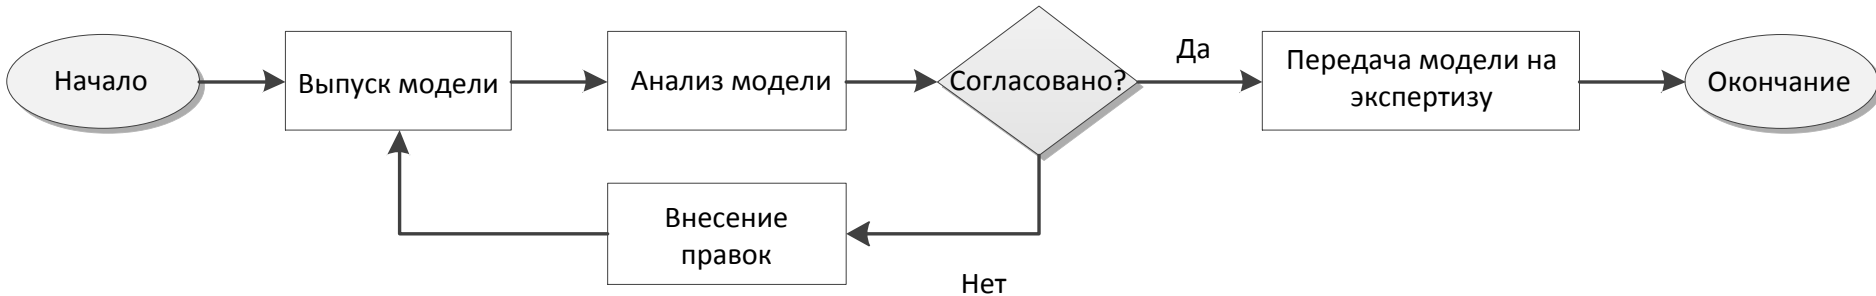 Начало
Выпуск модели
Анализ модели
Согласовано?
Да
Передача модели на
экспертизу
Окончание
Внесение
правок
Нет